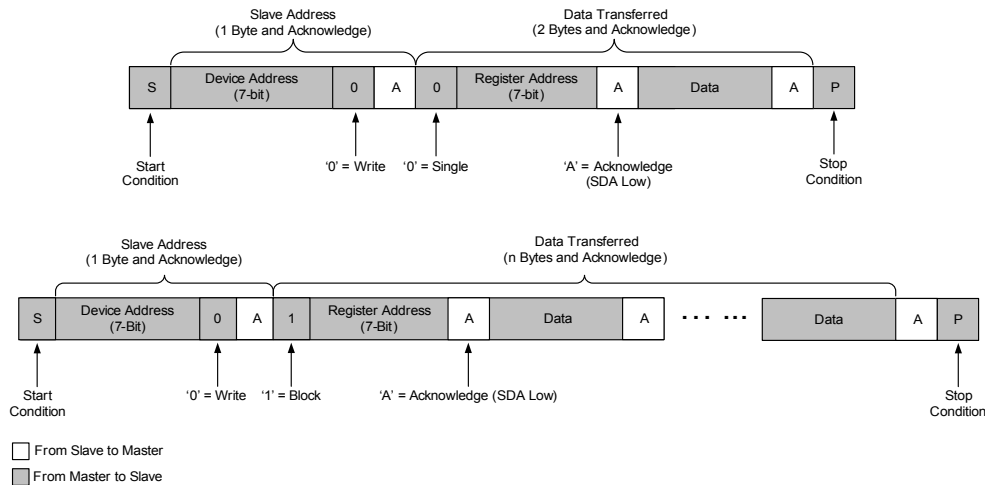 Slave Address
(1 Byte and Acknowledge)
Data Transferred
(2 Bytes and Acknowledge)
S
Device Address
(7-bit)
0
A
0
Register Address
(7-bit)
A
Data
A
P
Start
Condition
‘0’ = Write
‘0’ = Single
‘A’ = Acknowledge
(SDA Low)
Stop
Condition
Slave Address
(1 Byte and Acknowledge)
Data Transferred
(n Bytes and Acknowledge)
S
Device Address
(7-Bit)
0
A
1
Register Address
(7-Bit)
A
Data
A
... ...
Data
A
P
Start
Condition
‘0’ = Write
‘1’ = Block
‘A’ = Acknowledge (SDA Low)
Stop
Condition
From Slave to Master
From Master to Slave